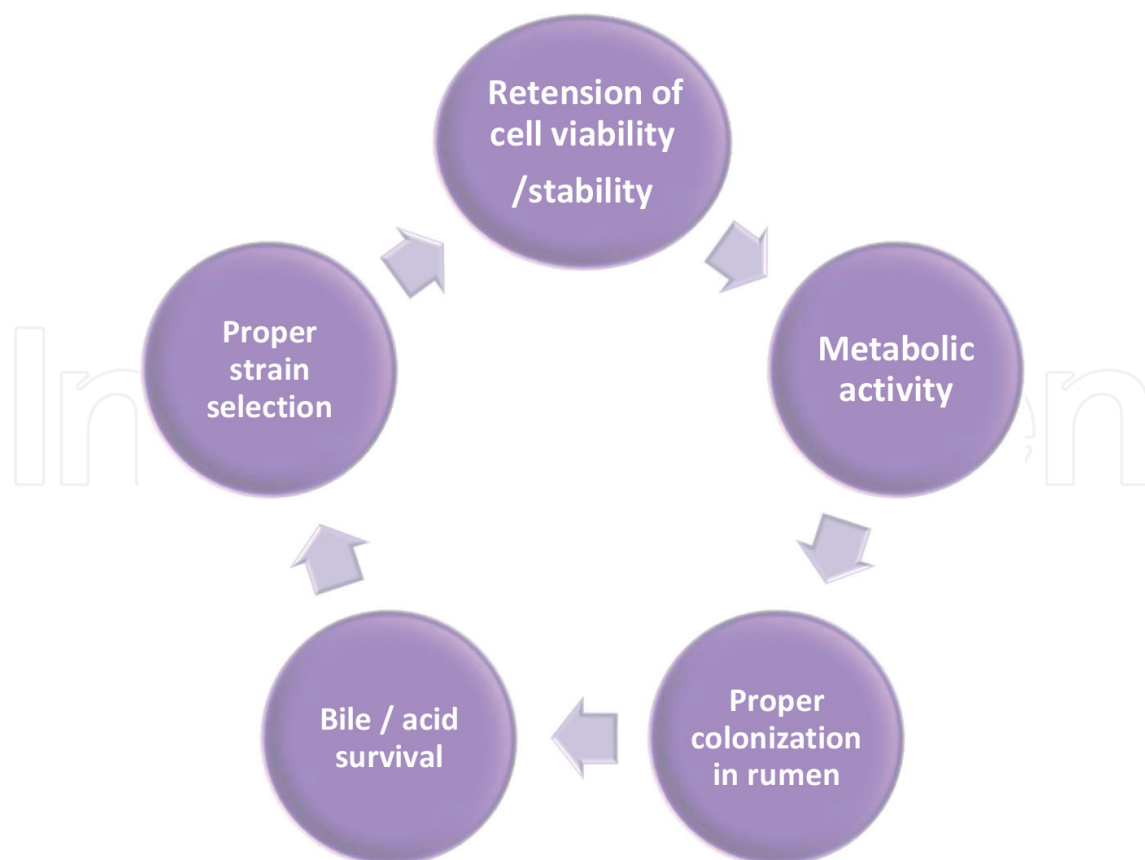 Retension of
cell viability
/stability
Metabolic
activity
Proper
colonization
in rumen
Bile / acid
survival
Proper
strain
selection